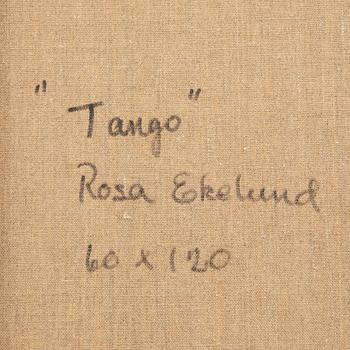 "Tango"
Rosa Ekelund
60 x 120